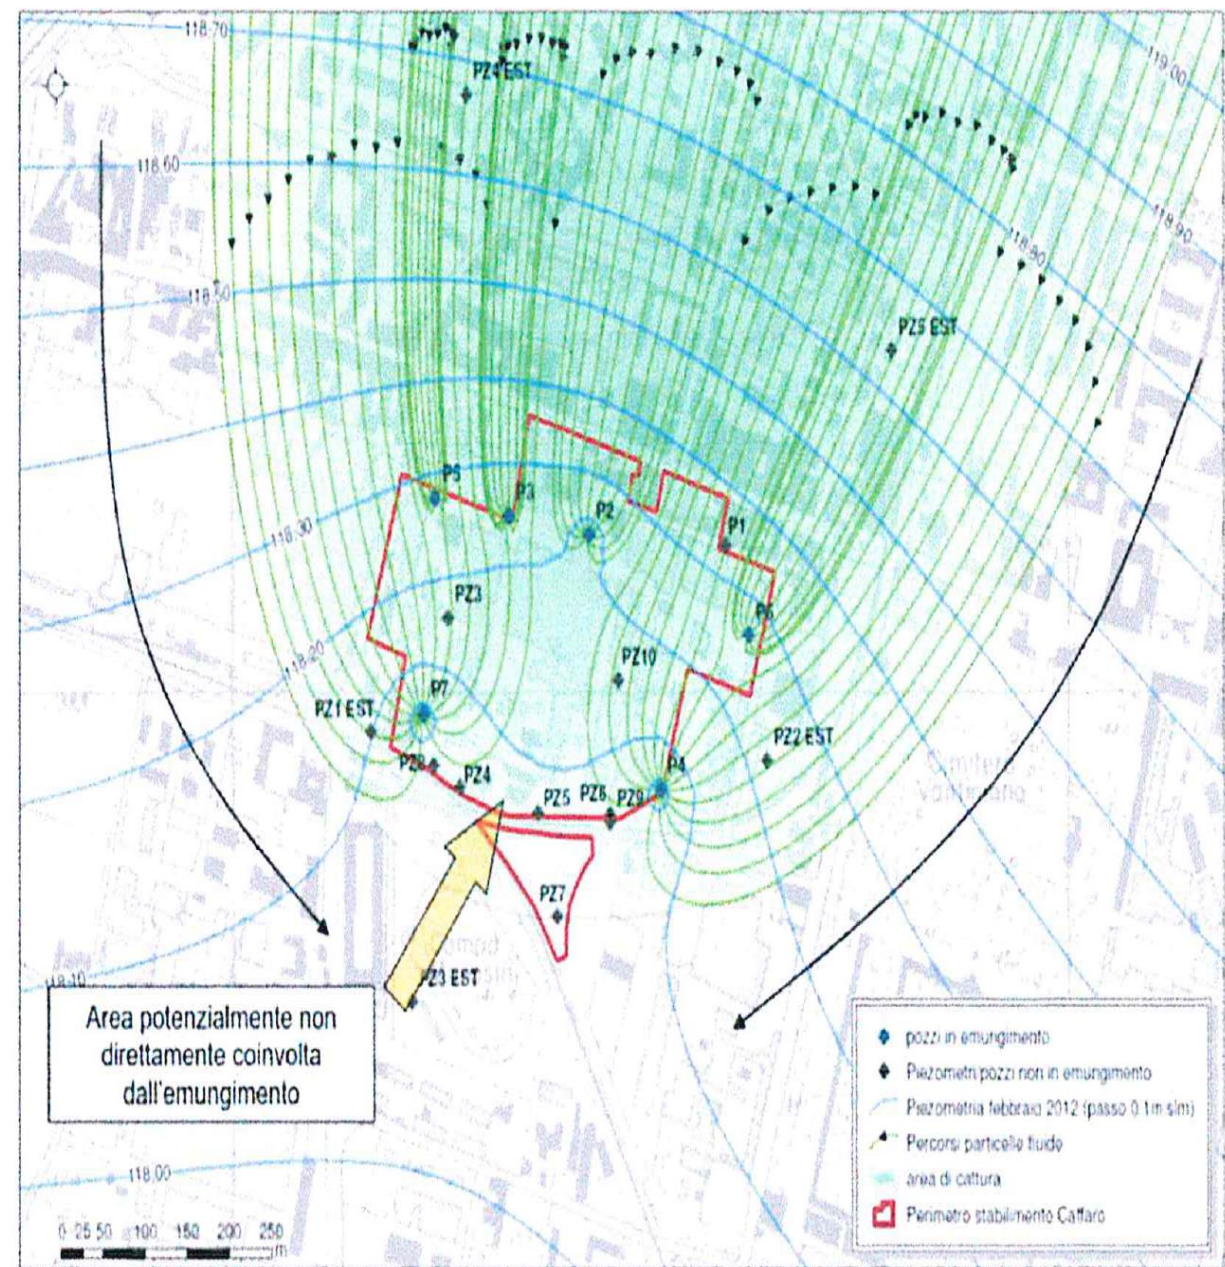 118.70
119.00
PZ4 EST
118.60
118.90
118.80
118.50
PZ5 EST
P5
P3
P2
P1
118.30
PZ3
P6
118.20
PZ10
P7
PZ1 EST
PZ2 EST
P4
PZ8
PZ4
PZ5
PZ6
PZ9
Cimitero
Vantiniano
PZ7
Campo
PZ3 EST
118.10
Area potenzialmente non
direttamente coinvolta
dall'emungimento
pozzi in emungimento
Piezometri pozzi non in emungimento
Piezometria febbraio 2012 (passo 0.1m slm)
Percorsi particelle fluide
area di cattura
Perimetro stabilimento Caffaro
118.00
0 25 50 100 150 200 250
m